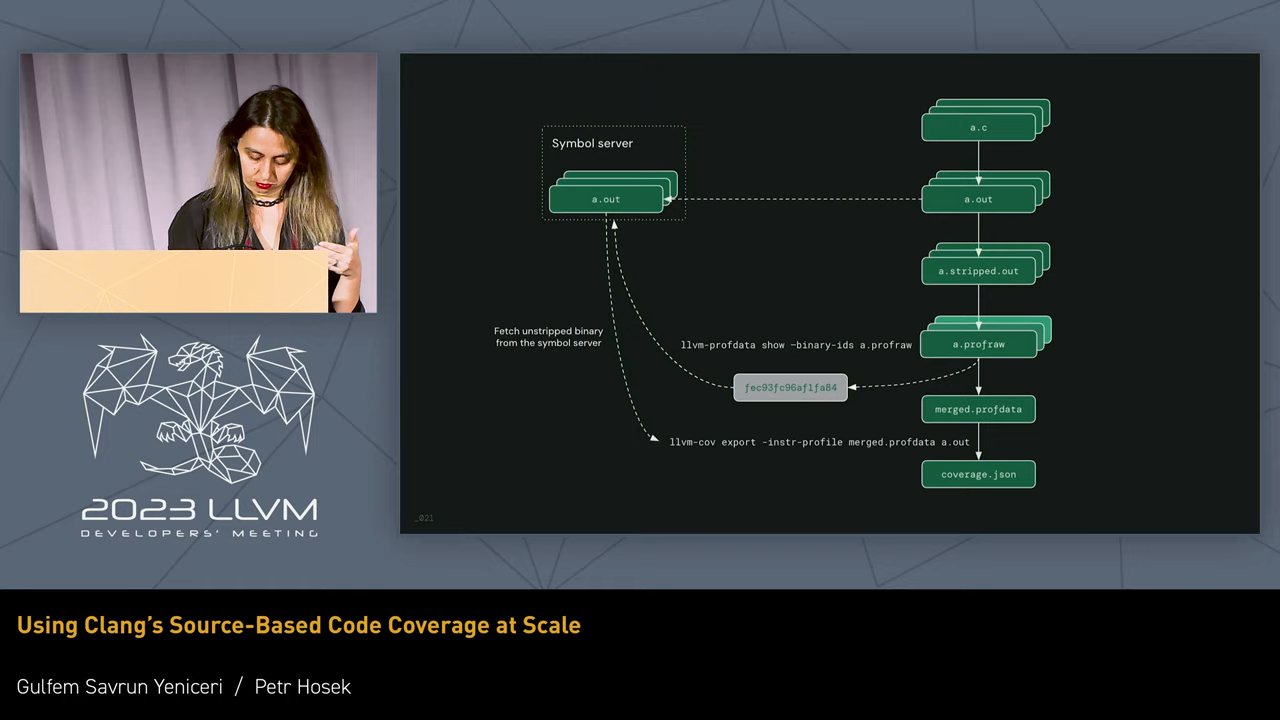 Symbol server
a.out
a.c
a.out
a.stripped.out
Fetch unstripped binary
from the symbol server
llvm-profdata show —binary-ids a.profraw
a.profraw
fec93fc96af1fa84
merged.profdata
llvm-cov export -instr-profile merged.profdata a.out
coverage.json
_021
2023 LLVM
DEVELOPERS' MEETING
Using Clang's Source-Based Code Coverage at Scale
Gulfem Savrun Yeniceri / Petr Hosek